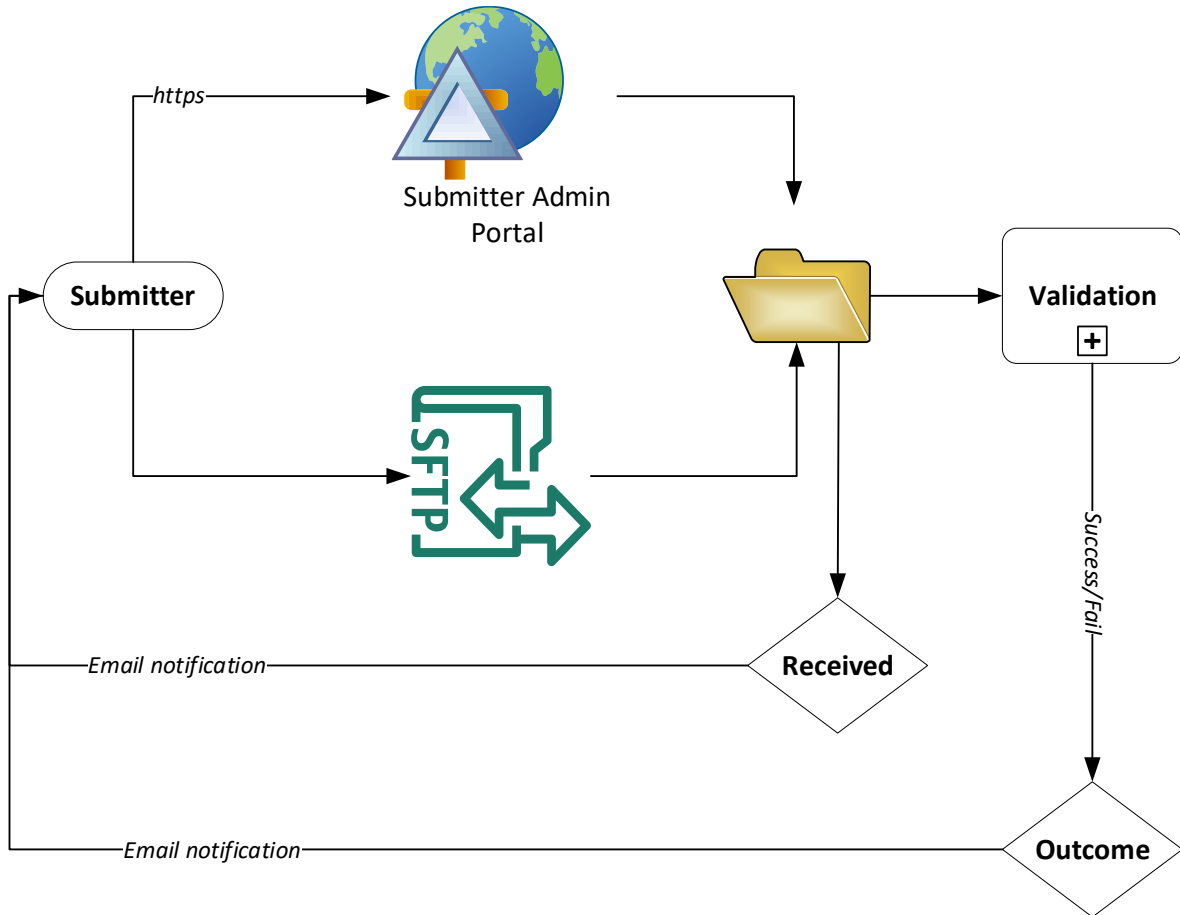 https
Submitter Admin
Portal
Submitter
Validation
SFTP
Success/Fail
Email notification
Received
Email notification
Outcome